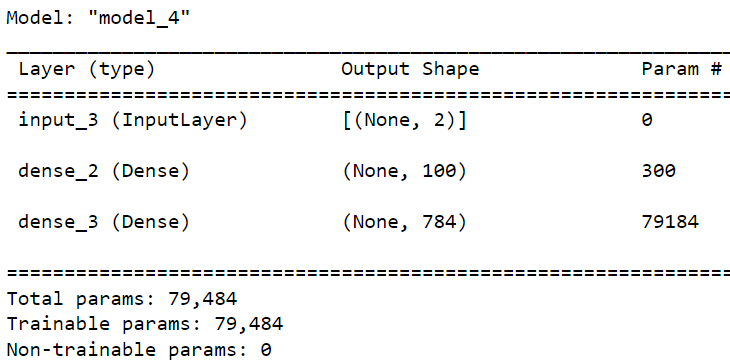 Model: "model_4"
Layer (type) Output Shape Param #
input_3 (InputLayer) [(None, 2)] 0
dense_2 (Dense) (None, 100) 300
dense_3 (Dense) (None, 784) 79184
Total params: 79,484
Trainable params: 79,484
Non-trainable params: 0